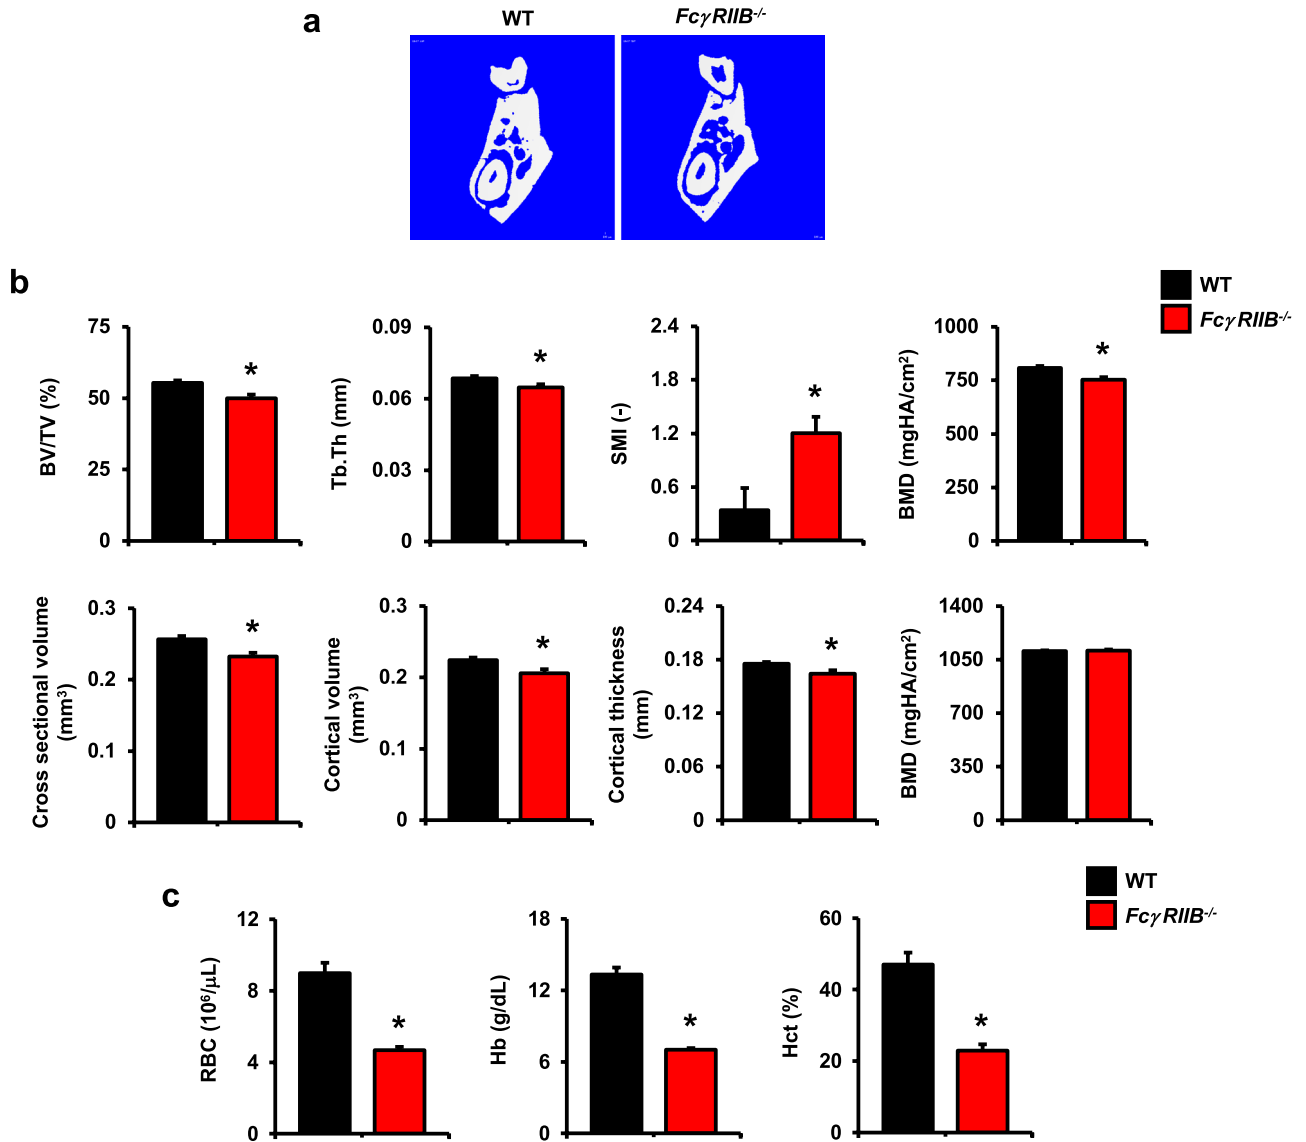 a
WT
FcγRIIB-/-
b
WT
FcγRIIB-/-
BV/TV (%)
75
50
25
0
*
Tb.Th (mm)
0.09
0.06
0.03
0
*
SMI (-)
2.4
1.8
1.2
0.6
0
*
BMD (mgHA/cm²)
1000
750
500
250
0
*
Cross sectional volume
(mm³)
0.3
0.2
0.1
0
*
Cortical volume
(mm³)
0.3
0.2
0.1
0
*
Cortical thickness
(mm)
0.24
0.18
0.12
0.06
0
*
BMD (mgHA/cm²)
1400
1050
700
350
0
c
WT
FcγRIIB-/-
RBC (10⁶/μL)
12
8
4
0
*
Hb (g/dL)
18
12
6
0
*
Hct (%)
60
40
20
0
*